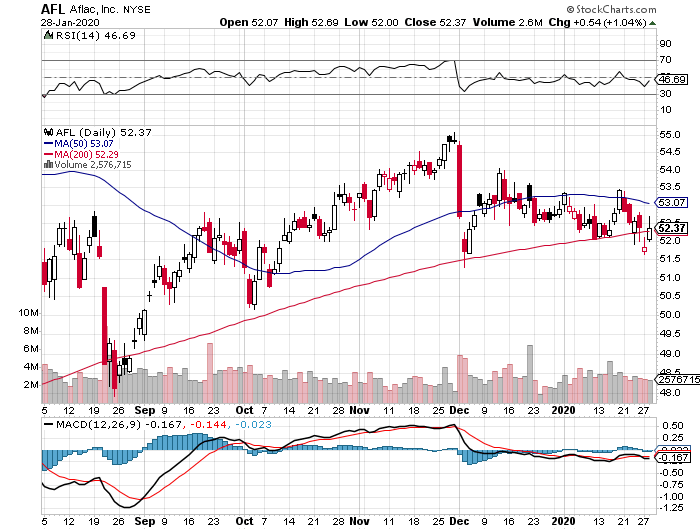 AFL Aflac, Inc. NYSE © StockCharts.com
28-Jan-2020 Open 52.07 High 52.69 Low 52.00 Close 52.37 Volume 2.6M Chg +0.54 (+1.04%)
RSI(14) 46.69
90
70
50
46.69
30
10
AFL (Daily) 52.37
MA(50) 53.07
MA(200) 52.29
Volume 2,576,715
55.0
54.5
54.0
53.5
53.07
52.5
52.37
52.0
51.5
51.0
50.5
50.0
49.5
49.0
48.5
48.0
10M
8M
6M
4M
2M
2576715
5 12 19 26 Sep 9 16 23 Oct 7 14 21 28 Nov 11 18 25 Dec 9 16 23 2020 13 21 27
MACD(12,26,9) -0.167, -0.144, -0.023
0.50
0.25
-0.167
-0.50
-0.75
-1.00
-1.25
5 12 19 26 Sep 9 16 23 Oct 7 14 21 28 Nov 11 18 25 Dec 9 16 23 2020 13 21 27